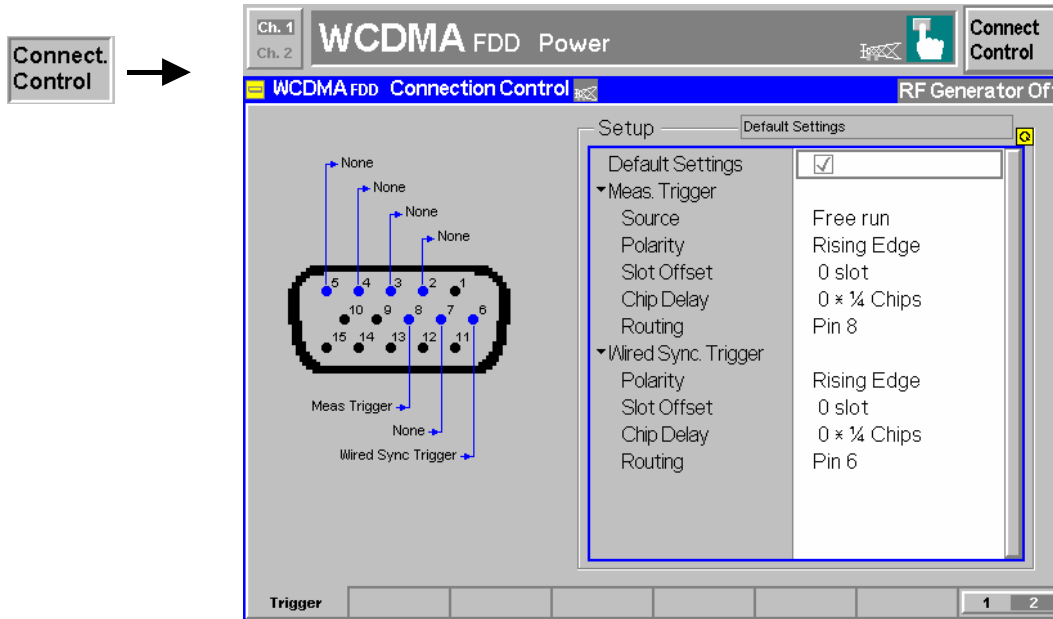 Connect.
Control
Ch. 1
Ch. 2
WCDMA FDD Power
Connect
Control
WCDMA FDD Connection Control
RF Generator Off
Setup
Default Settings
None
None
None
None
5 4 3 2 1
10 9 8 7 6
15 14 13 12 11
Meas Trigger
None
Wired Sync Trigger
Default Settings
Meas. Trigger
Source Free run
Polarity Rising Edge
Slot Offset 0 slot
Chip Delay 0 * ¼ Chips
Routing Pin 8
Wired Sync. Trigger
Polarity Rising Edge
Slot Offset 0 slot
Chip Delay 0 * ¼ Chips
Routing Pin 6
Trigger
1 2